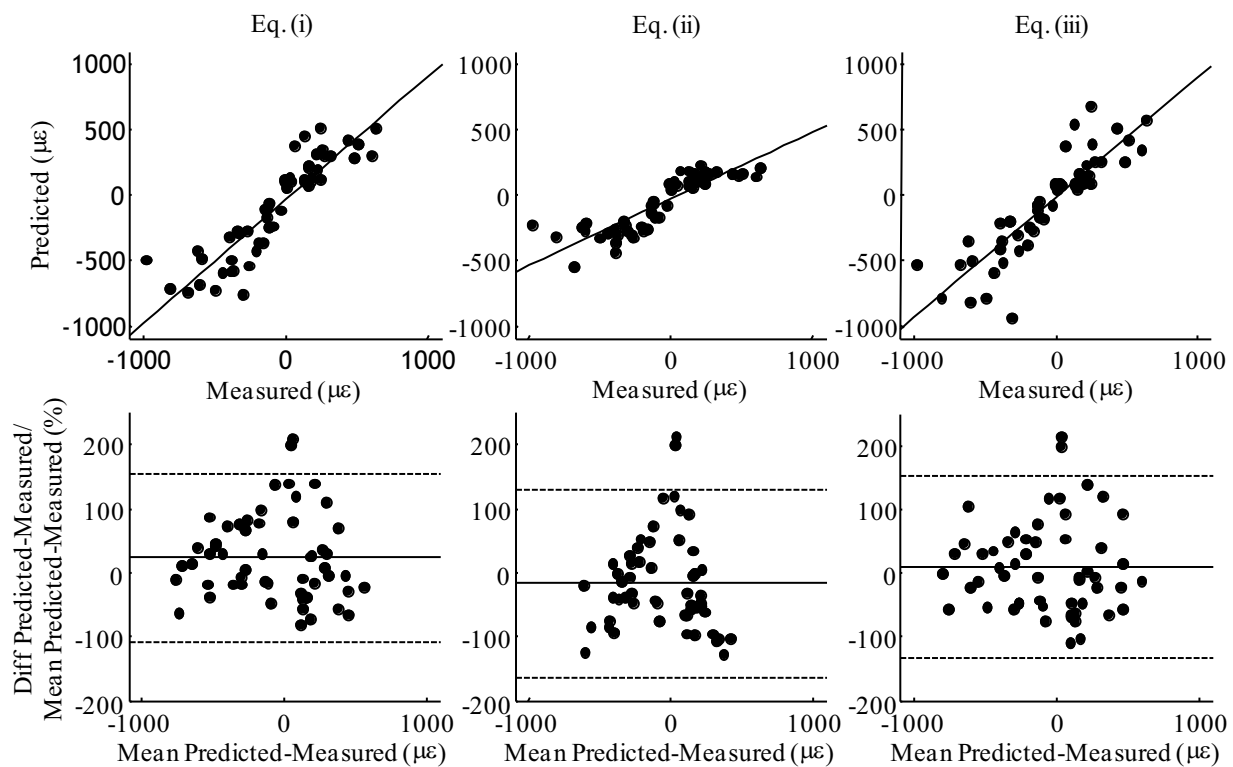 Eq. (i) Eq. (ii) Eq. (iii)
1000 1000 1000
500 500 500
0 0 0
-500 -500 -500
-1000 -1000 -1000
Predicted (με)
-1000 0 1000 -1000 0 1000 -1000 0 1000
Measured (με) Measured (με) Measured (με)
Diff Predicted-Measured/
Mean Predicted-Measured (%)
200 200 200
100 100 100
0 0 0
-100 -100 -100
-200 -200 -200
-1000 0 1000 -1000 0 1000 -1000 0 1000
Mean Predicted-Measured (με) Mean Predicted-Measured (με) Mean Predicted-Measured (με)